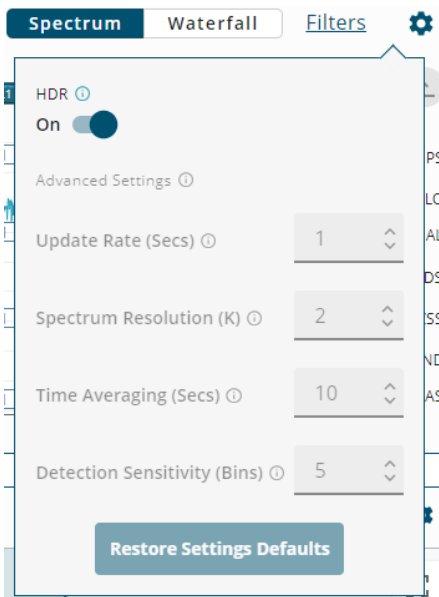 Spectrum Waterfall Filters
HDR
On
Advanced Settings
Update Rate (Secs) 1
Spectrum Resolution (K) 2
Time Averaging (Secs) 10
Detection Sensitivity (Bins) 5
Restore Settings Defaults